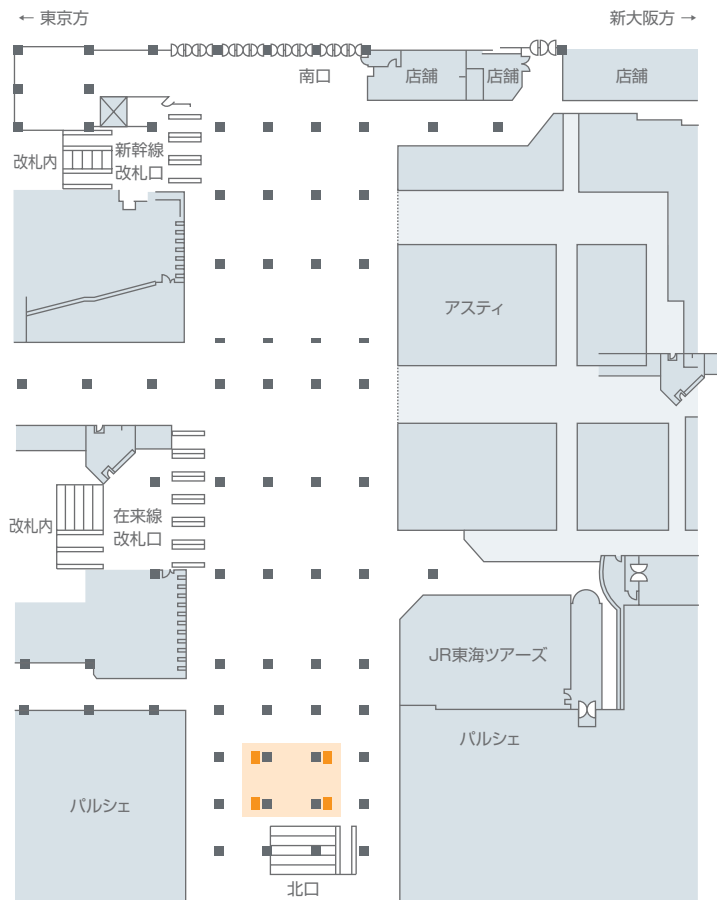 ← 東京方
新大阪方 →
南口
店舗
店舗
店舗
改札内
新幹線
改札口
アスティ
改札内
在来線
改札口
JR東海ツアーズ
パルシェ
パルシェ
北口